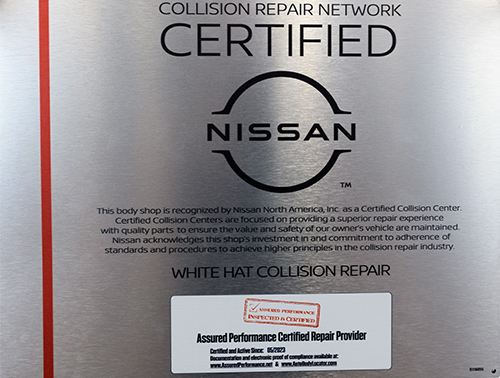 COLLISION REPAIR NETWORK
CERTIFIED
NISSAN
TM
This body shop is recognized by Nissan North America, Inc. as a Certified Collision Center.
Certified Collision Centers are focused on providing a superior repair experience
with quality parts to ensure the value and safety of our owner's vehicle are maintained.
Nissan acknowledges this shop's investment in and commitment to adherence of
standards and procedures to achieve higher principles in the collision repair industry.
WHITE HAT COLLISION REPAIR
ASSURED PERFORMANCE
INSPECTED & CERTIFIED
Assured Performance Certified Repair Provider
Certified and Active Since: 05/2023
Documentation and electronic proof of compliance available at:
www.AssuredPerformance.net & www.AutoBodyLocator.com